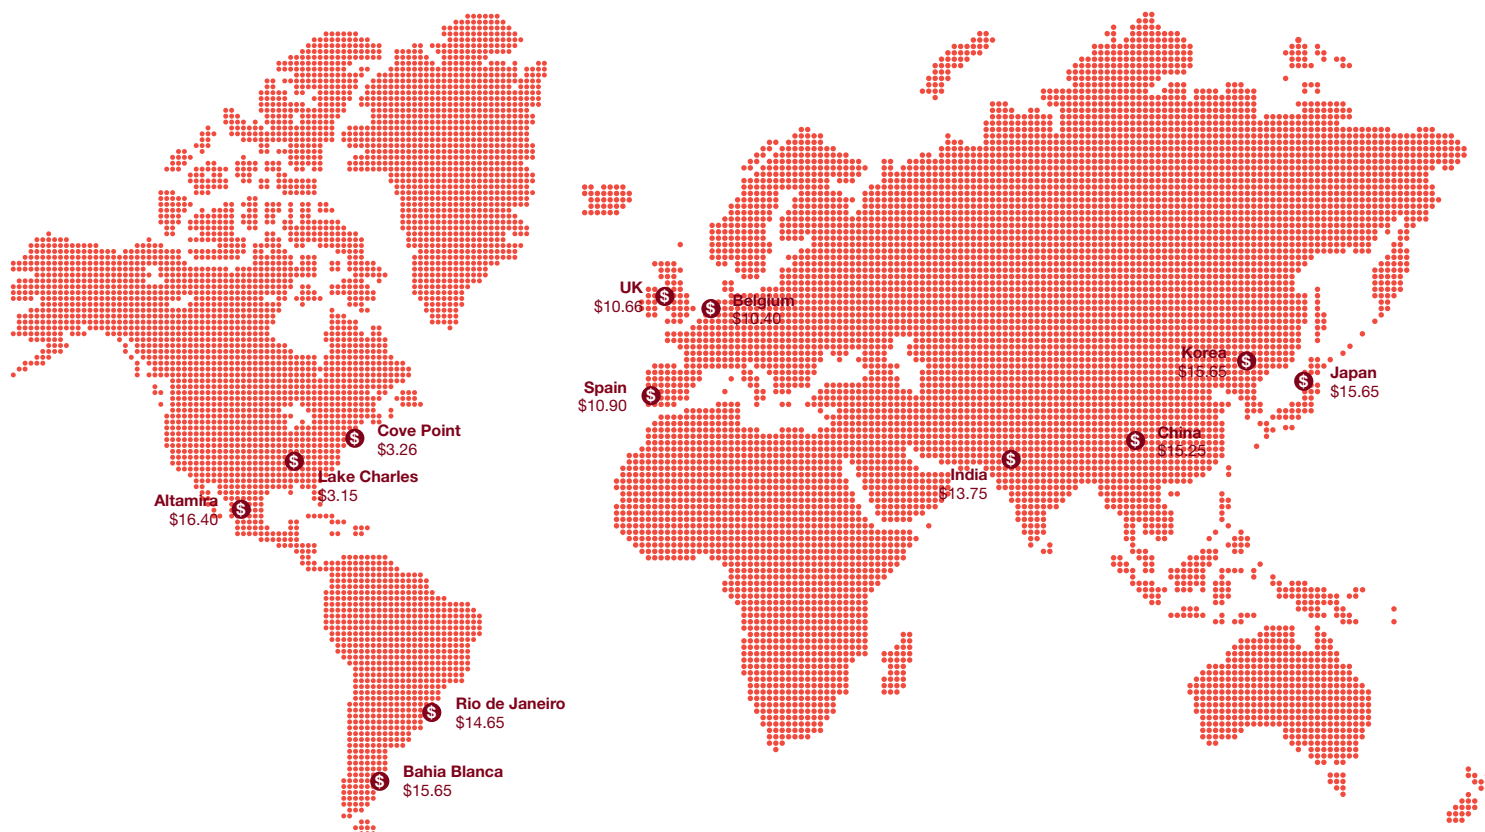 UK
$10.66
Belgium
$10.40
Korea
$15.65
Japan
$15.65
Spain
$10.90
Cove Point
$3.26
China
$15.25
Lake Charles
$3.15
India
$13.75
Altamira
$16.40
Rio de Janeiro
$14.65
Bahia Blanca
$15.65